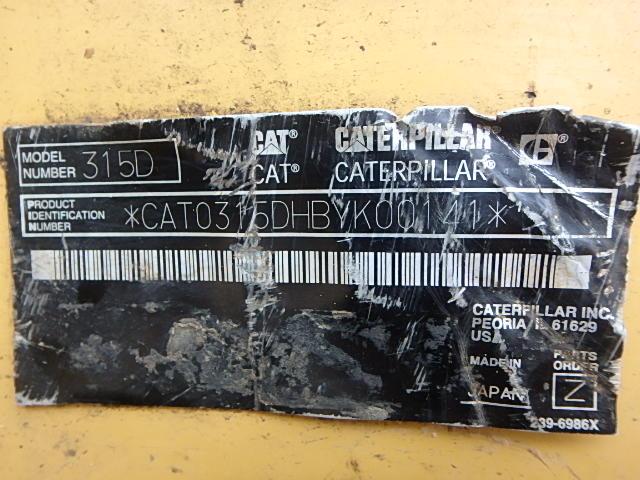 MODEL NUMBER 315D
CAT® CATERPILLAR®
CAT® CATERPILLAR®
PRODUCT IDENTIFICATION NUMBER *CAT0315DHBYK00141*
CATERPILLAR INC.
PEORIA IL 61629
USA
MADE IN JAPAN
PARTS ORDER Z
239-6986X